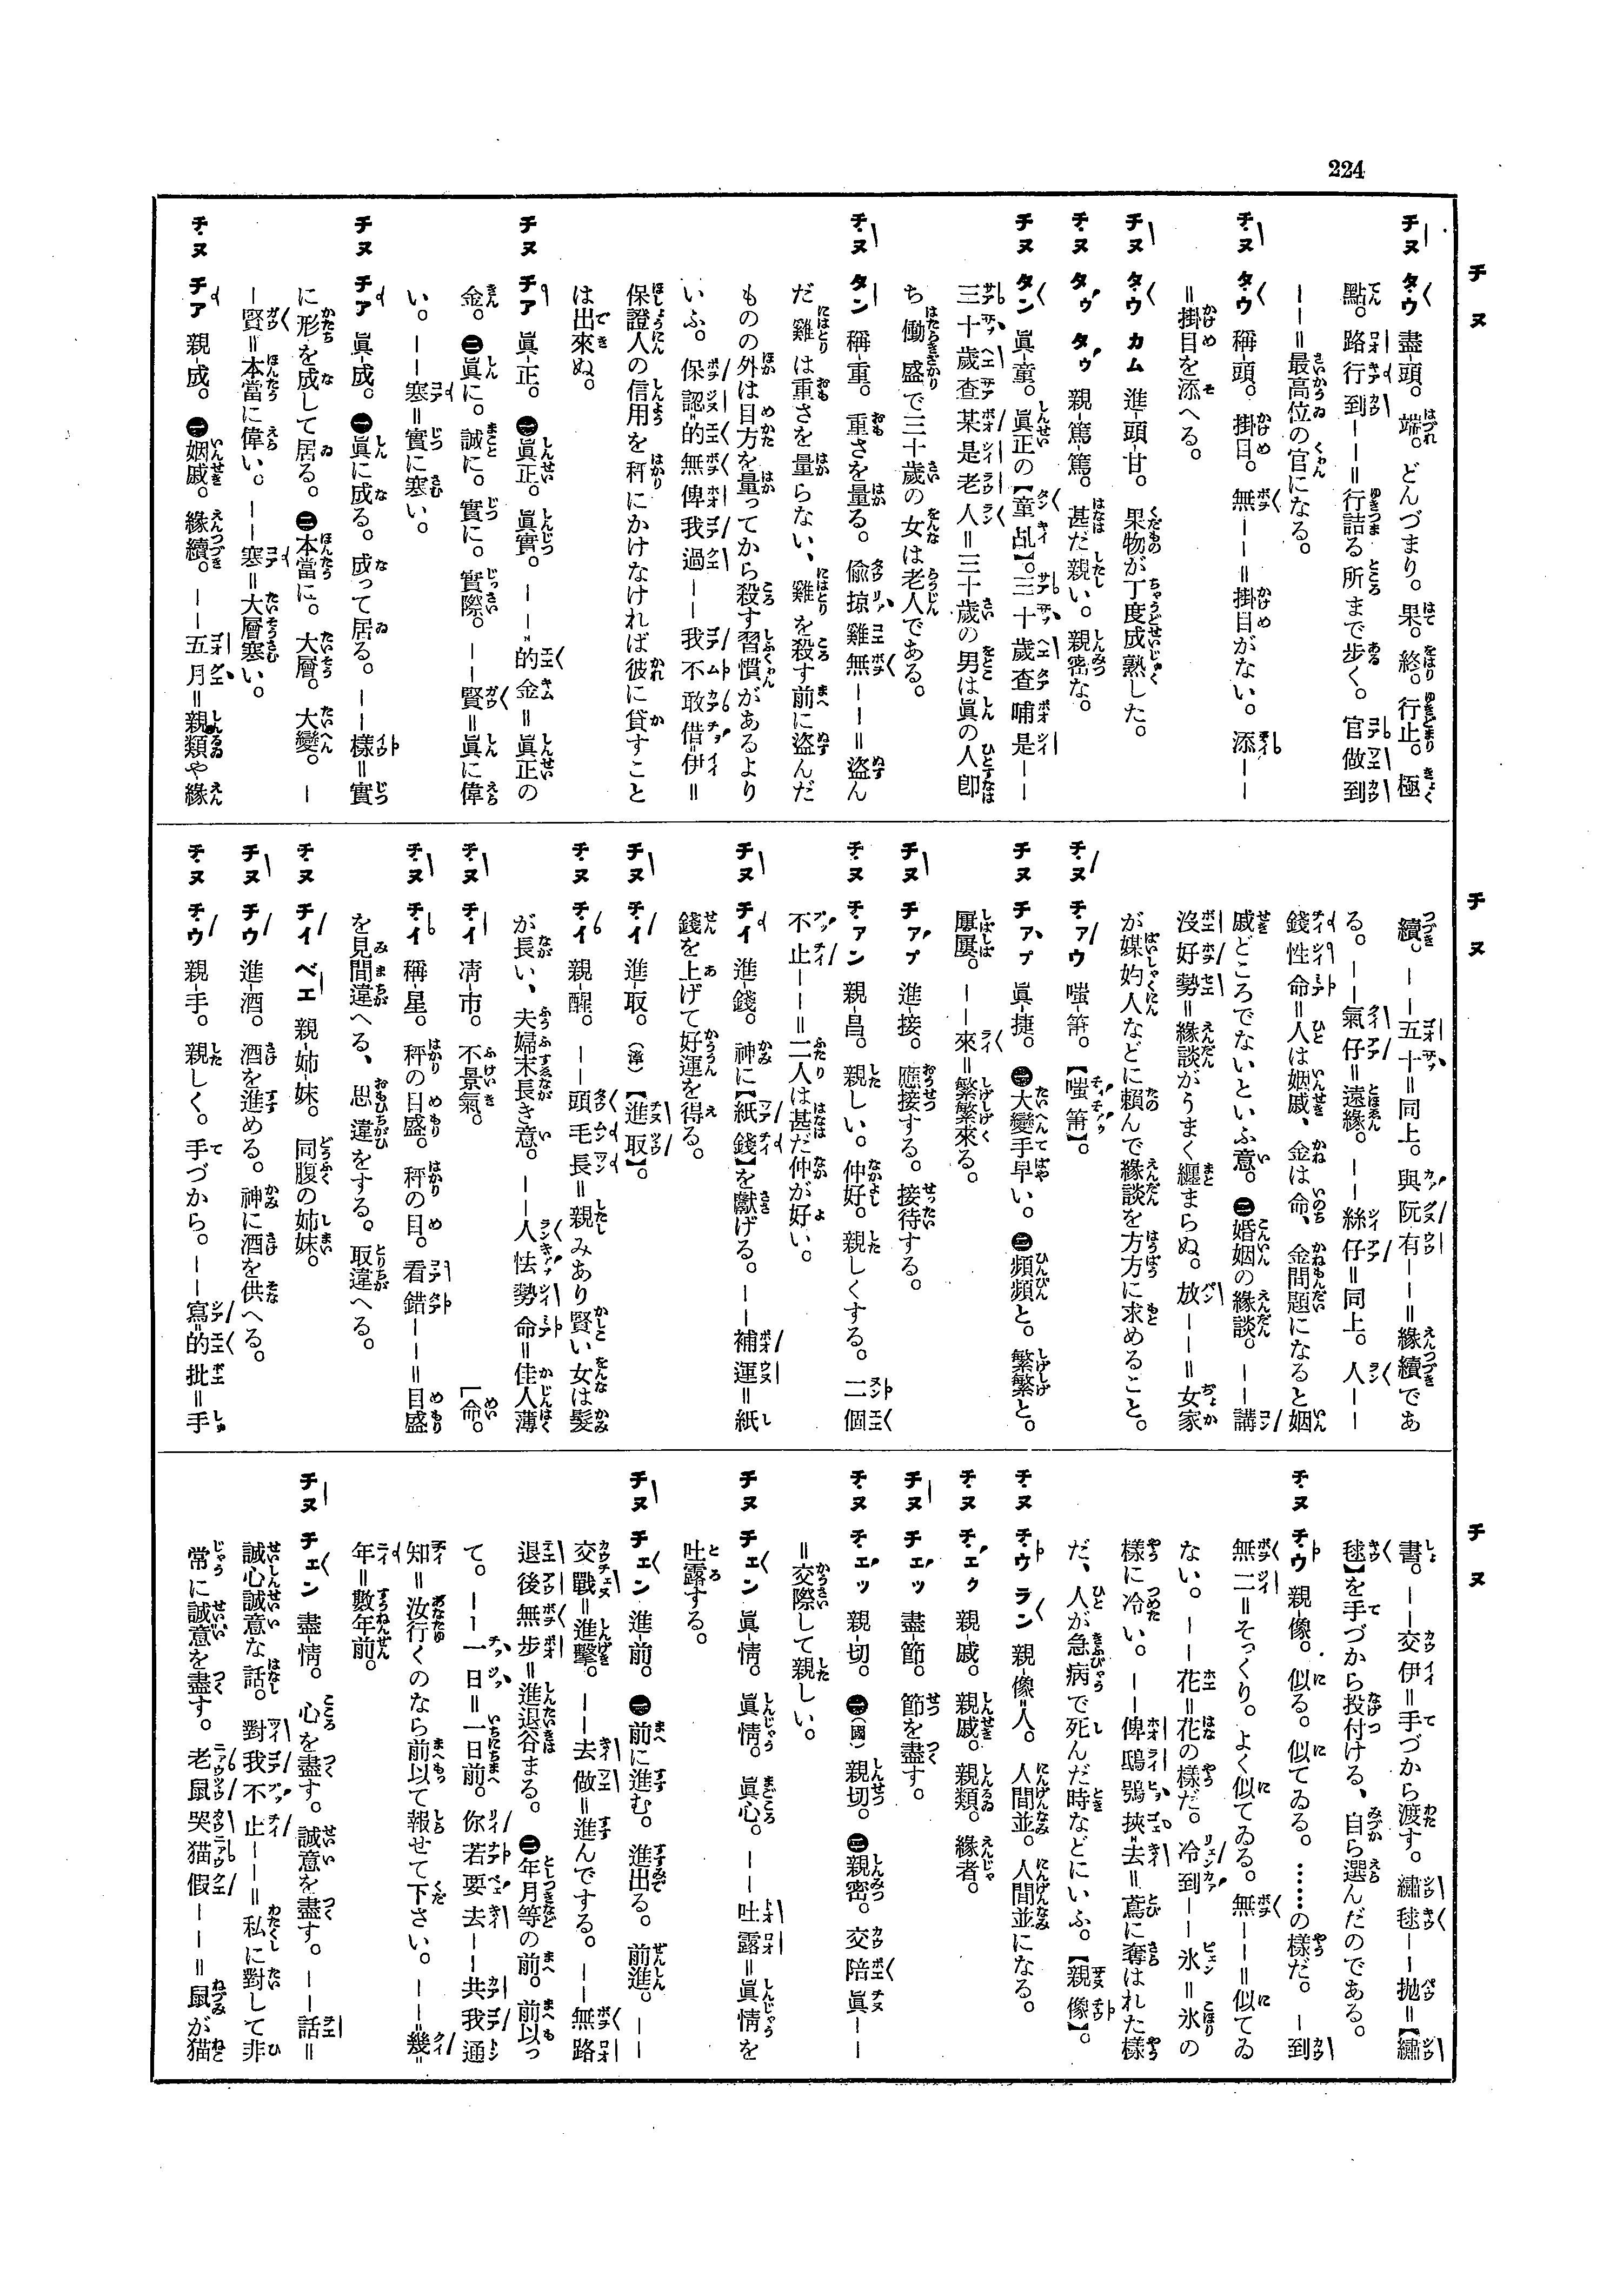 224
チヌ
チヌ タウ 盡-頭。端。どんづまり。果。終。行止。極
點。路行到ーー＝行詰る所まで步く。官做到
ーー＝最高位の官になる。
チヌ タウ 稱-頭。掛目。無ーー＝掛目がない。添ーー
＝掛目を添へる。
チヌ タウ カム 進-頭-甘。果物が丁度成熟した。
チヌ タウ タウ 親-篤-篤。甚だ親い。親密な。
チヌ タン 眞-童。眞正の【童乩】。三十歲查哺是ーー
三十歲查某是老人＝三十歲の男は眞の人卽
ち働盛で三十歲の女は老人である。
チヌ タン 稱-重。重さを量る。偸掠雞無ーー＝盜ん
だ雞は重さを量らない、雞を殺す前に盜んだ
ものの外は目方を量ってから殺す習慣があるより
いふ。保認的無俾我過ーー我不敢借伊＝
保證人の信用を秤にかけなければ彼に貸すこと
は出來ぬ。
チヌ チア 眞-正。㊀眞正。眞實。ーー的金＝眞正の
金。㊁眞に。誠に。實に。實際。ーー賢＝眞に偉
い。ーー寒＝實に寒い。
チヌ チア 眞-成。㊀眞に成る。成って居る。ーー樣＝實
に形を成して居る。㊁本當に。大層。大變。ー
ー賢＝本當に偉い。ーー寒＝大層寒い。
チヌ チア 親-成。㊀姻戚。緣續。ーー五月＝親類や緣
チヌ
續。ーー五十＝同上。與阮有ーー＝緣續であ
る。ーー氣仔＝遠緣。ーー絲仔＝同上。人ーー
錢性命＝人は姻戚、金は命、金問題になると姻
戚どころでないといふ意。㊁婚姻の緣談。ーー講
沒好勢＝緣談がうまく纏まらぬ。放ーー＝女家
が媒妁人などに賴んで緣談を方方に求めること。
チヌ チアウ 嗤-筓。【嗤筓】。
チヌ チアプ 眞-捷。㊀大變手早い。㊁頻頻と。繁繁と。
屢屢。ーー來＝繁繁來る。
チヌ チアプ 進-接。應接する。接待する。
チヌ チアン 親-昌。親しい。仲好。親しくする。二個
不止ーー＝二人は甚だ仲が好い。
チヌ チイ 進-錢。神に【紙錢】を獻げる。ーー補運＝紙
錢を上げて好運を得る。
チヌ チイ 進-取。（漳）【進取】。
チヌ チイ 親-醒。ーー頭毛長＝親みあり賢い女は髮
が長い、夫婦末長き意。ーー人怯勢命＝佳人薄
［命。
チヌ チイ 凊-市。不景氣。
チヌ チイ 稱-星。秤の目盛。秤の目。看錯ーー＝目盛
を見間違へる、思違をする。取違へる。
チヌ チイ ベエ 親-姉-妹。同腹の姉妹。
チヌ チウ 進-酒。酒を進める。神に酒を供へる。
チヌ チウ 親-手。親しく。手づから。ーー寫的批＝手
チヌ
書。ーー交伊＝手づから渡す。繡毬ーー拋＝【繡
毬】を手づから投付ける、自ら選んだのである。
チヌ チウ 親-像。似る。似てゐる。……の樣だ。ー到
無二＝そっくり。よく似てゐる。無ーー＝似てゐ
ない。ーー花＝花の樣だ。冷到ーー氷＝氷の
樣に冷い。ーー俾鴟鴞挾去＝鳶に奪はれた樣
だ、人が急病で死んだ時などにいふ。【親像】。
チヌ チウ ラン 親-像-人。人間並。人間並になる。
チヌ チエク 親-戚。親戚。親類。緣者。
チヌ チエッ 盡-節。節を盡す。
チヌ チエッ 親-切。㊀（國）親切。㊁親密。交陪眞ーー
＝交際して親しい。
チヌ チエン 眞-情。眞情。眞心。ーー吐露＝眞情を
吐露する。
チヌ チエン 進-前。㊀前に進む。進出る。前進。ーー
交戰＝進擊。ーー去做＝進んでする。ーー無路
退後無步＝進退谷まる。㊁年月等の前。前以っ
て。ーー一日＝一日前。你若要去ーー共我通
知＝汝行くのなら前以て報せて下さい。ーー幾
年＝數年前。
チヌ チエン 盡-情。心を盡す。誠意を盡す。ーー話＝
誠心誠意な話。對我不止ーー＝私に對して非
常に誠意を盡す。老鼠哭猫假ーー＝鼠が猫